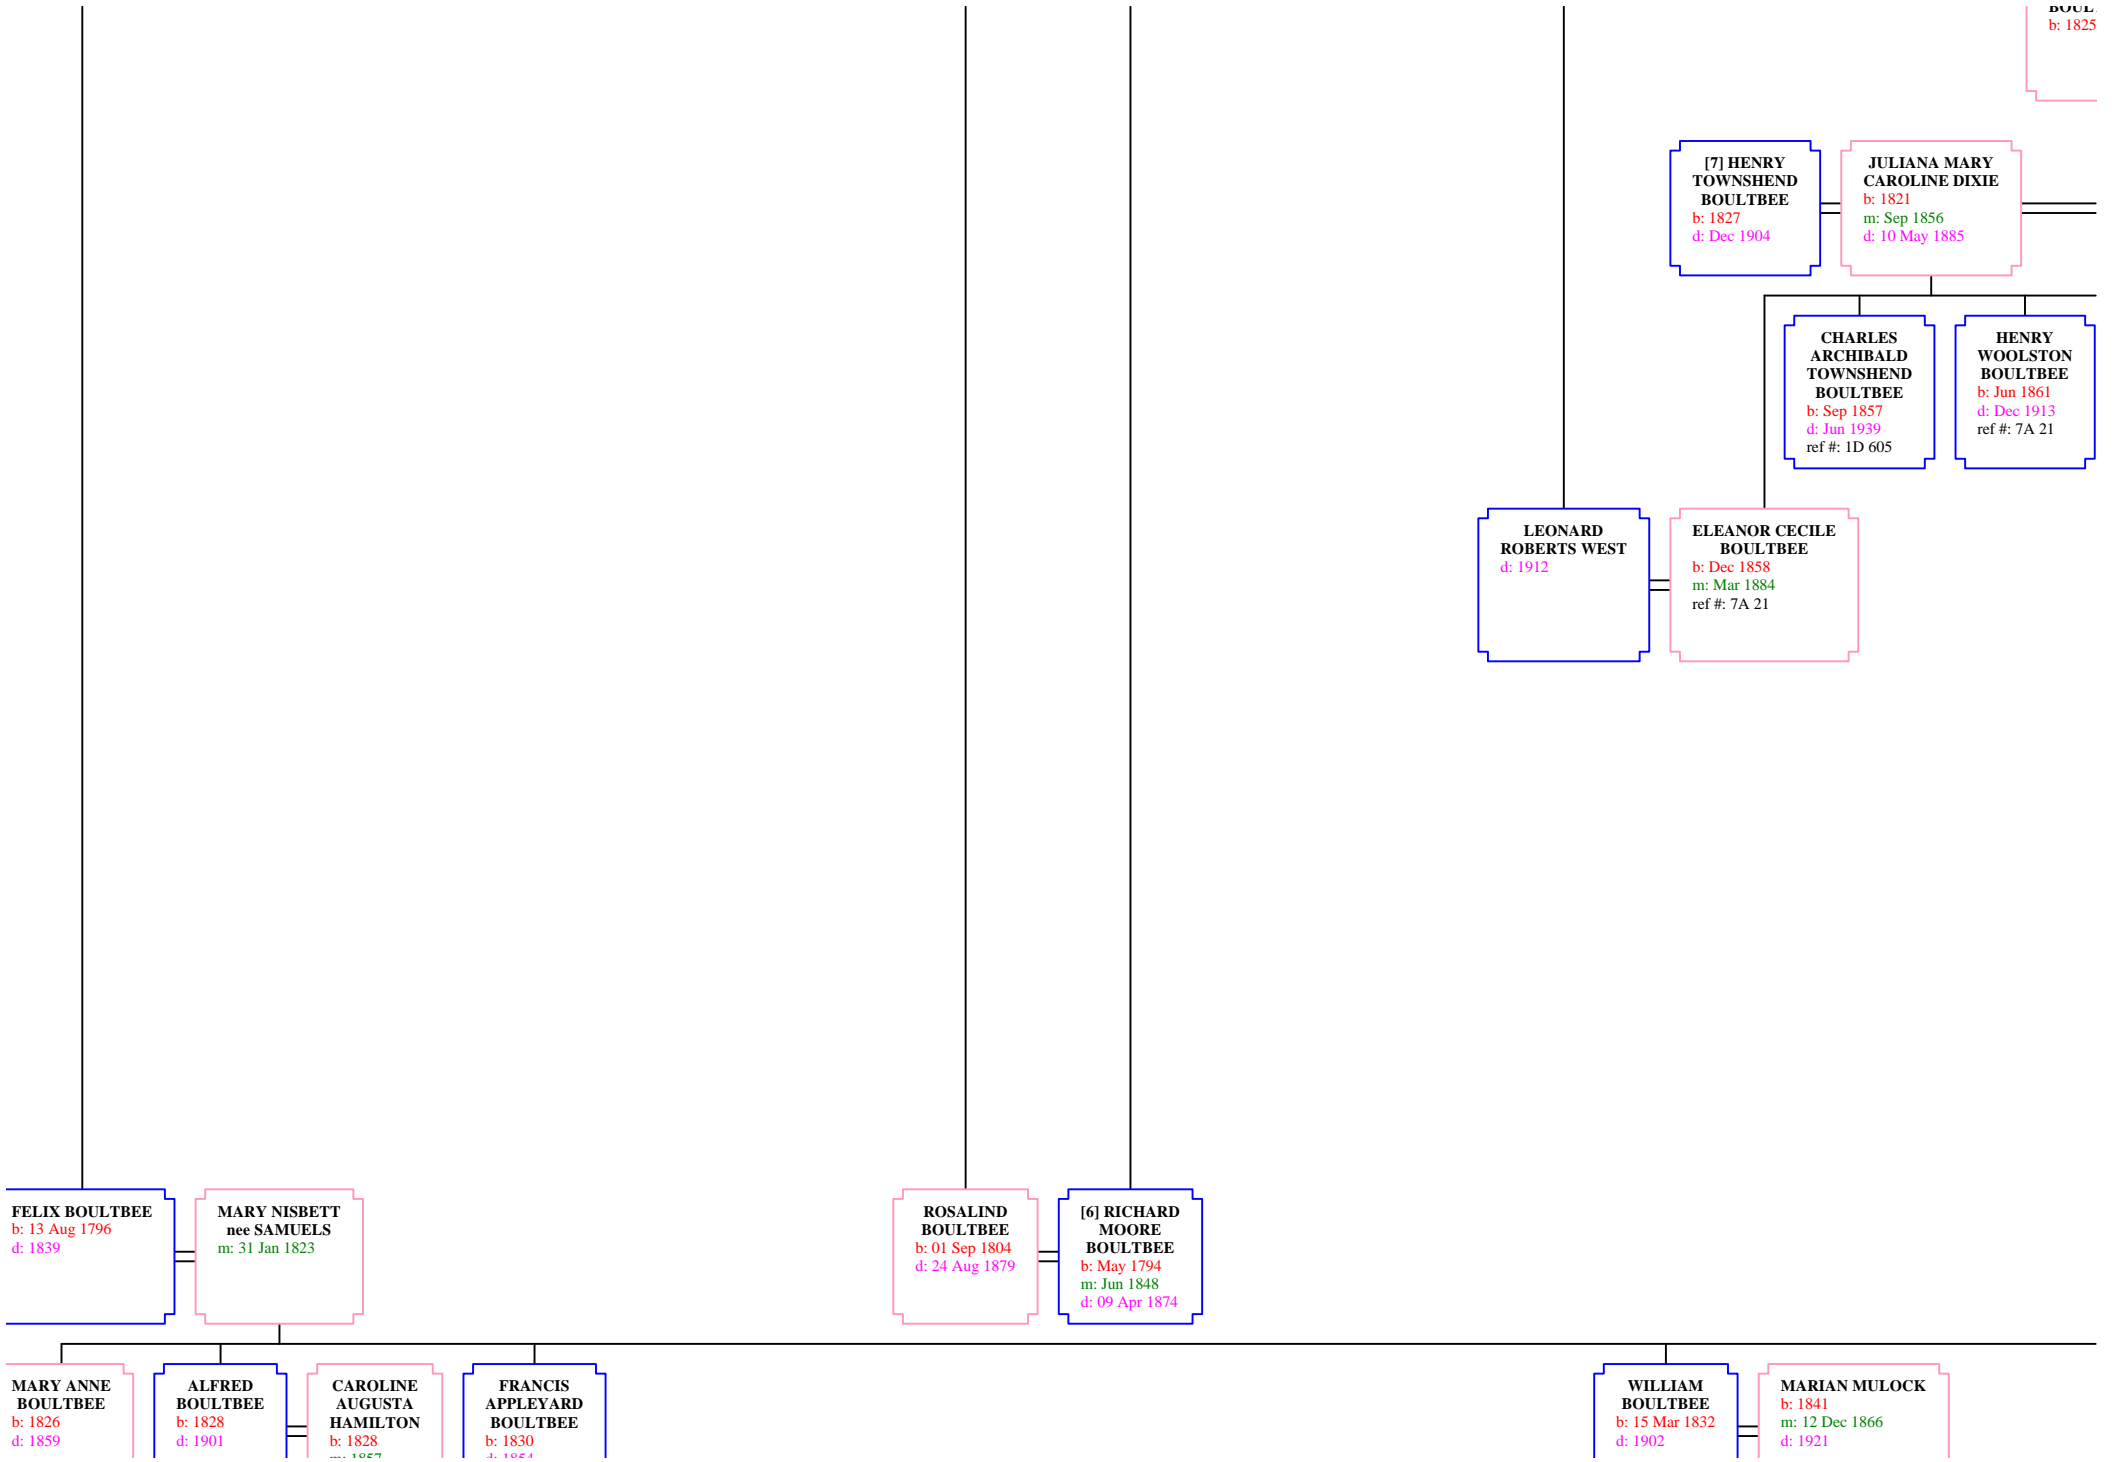 BOUL
b: 1825
[7] HENRY
TOWNSHEND
BOULTBEE
b: 1827
d: Dec 1904
JULIANA MARY
CAROLINE DIXIE
b: 1821
m: Sep 1856
d: 10 May 1885
CHARLES
ARCHIBALD
TOWNSHEND
BOULTBEE
b: Sep 1857
d: Jun 1939
ref #: 1D 605
HENRY
WOOLSTON
BOULTBEE
b: Jun 1861
d: Dec 1913
ref #: 7A 21
LEONARD
ROBERTS WEST
d: 1912
ELEANOR CECILE
BOULTBEE
b: Dec 1858
m: Mar 1884
ref #: 7A 21
FELIX BOULTBEE
b: 13 Aug 1796
d: 1839
MARY NISBETT
nee SAMUELS
m: 31 Jan 1823
ROSALIND
BOULTBEE
b: 01 Sep 1804
d: 24 Aug 1879
[6] RICHARD
MOORE
BOULTBEE
b: May 1794
m: Jun 1848
d: 09 Apr 1874
MARY ANNE
BOULTBEE
b: 1826
d: 1859
ALFRED
BOULTBEE
b: 1828
d: 1901
CAROLINE
AUGUSTA
HAMILTON
b: 1828
m: 1857
FRANCIS
APPLEYARD
BOULTBEE
b: 1830
d: 1854
WILLIAM
BOULTBEE
b: 15 Mar 1832
d: 1902
MARIAN MULOCK
b: 1841
m: 12 Dec 1866
d: 1921